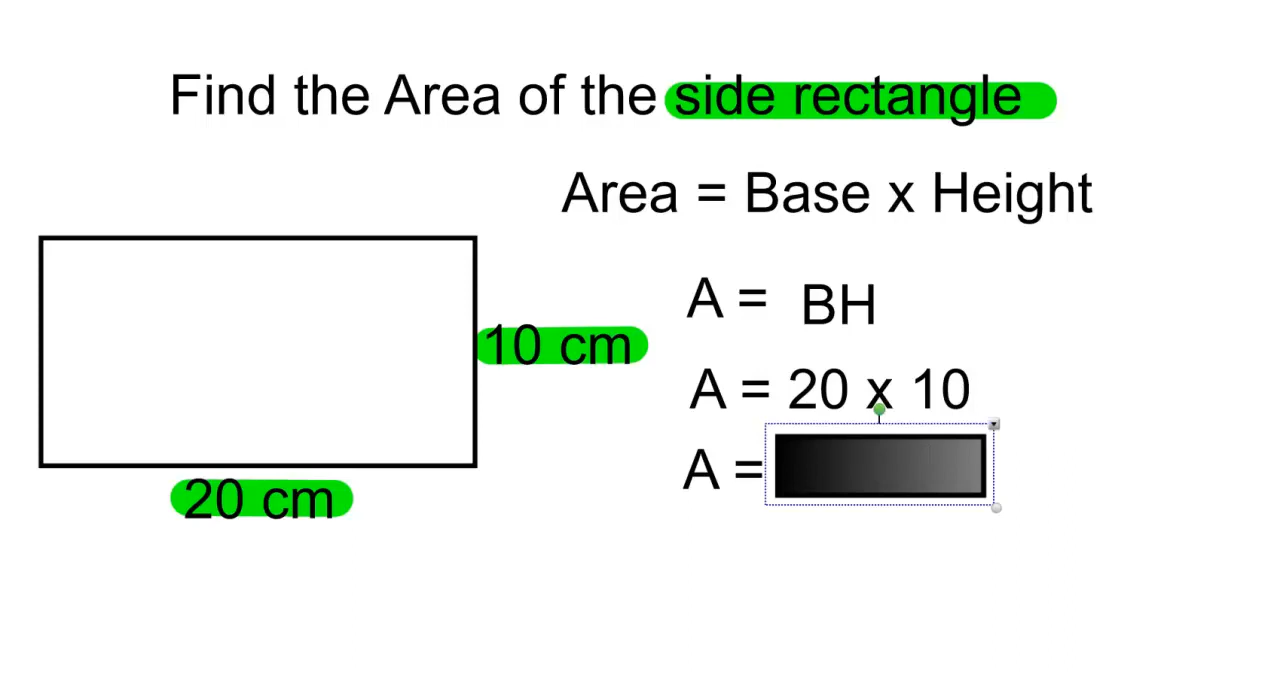 Find the Area of the side rectangle
Area = Base x Height
A = BH
10 cm
A = 20 x 10
A =
20 cm